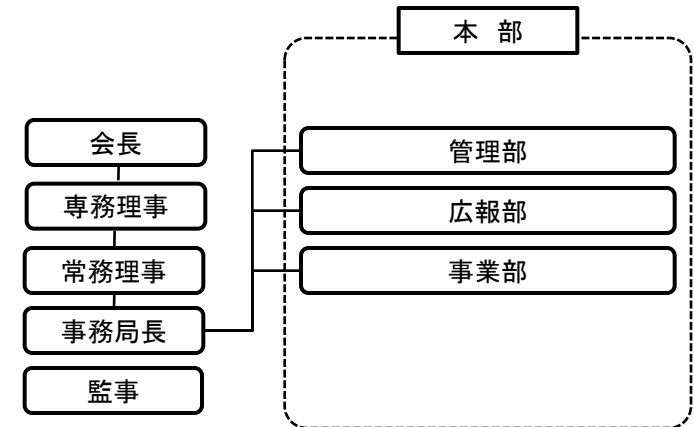 本 部
会長
専務理事
常務理事
事務局長
監事
管理部
広報部
事業部